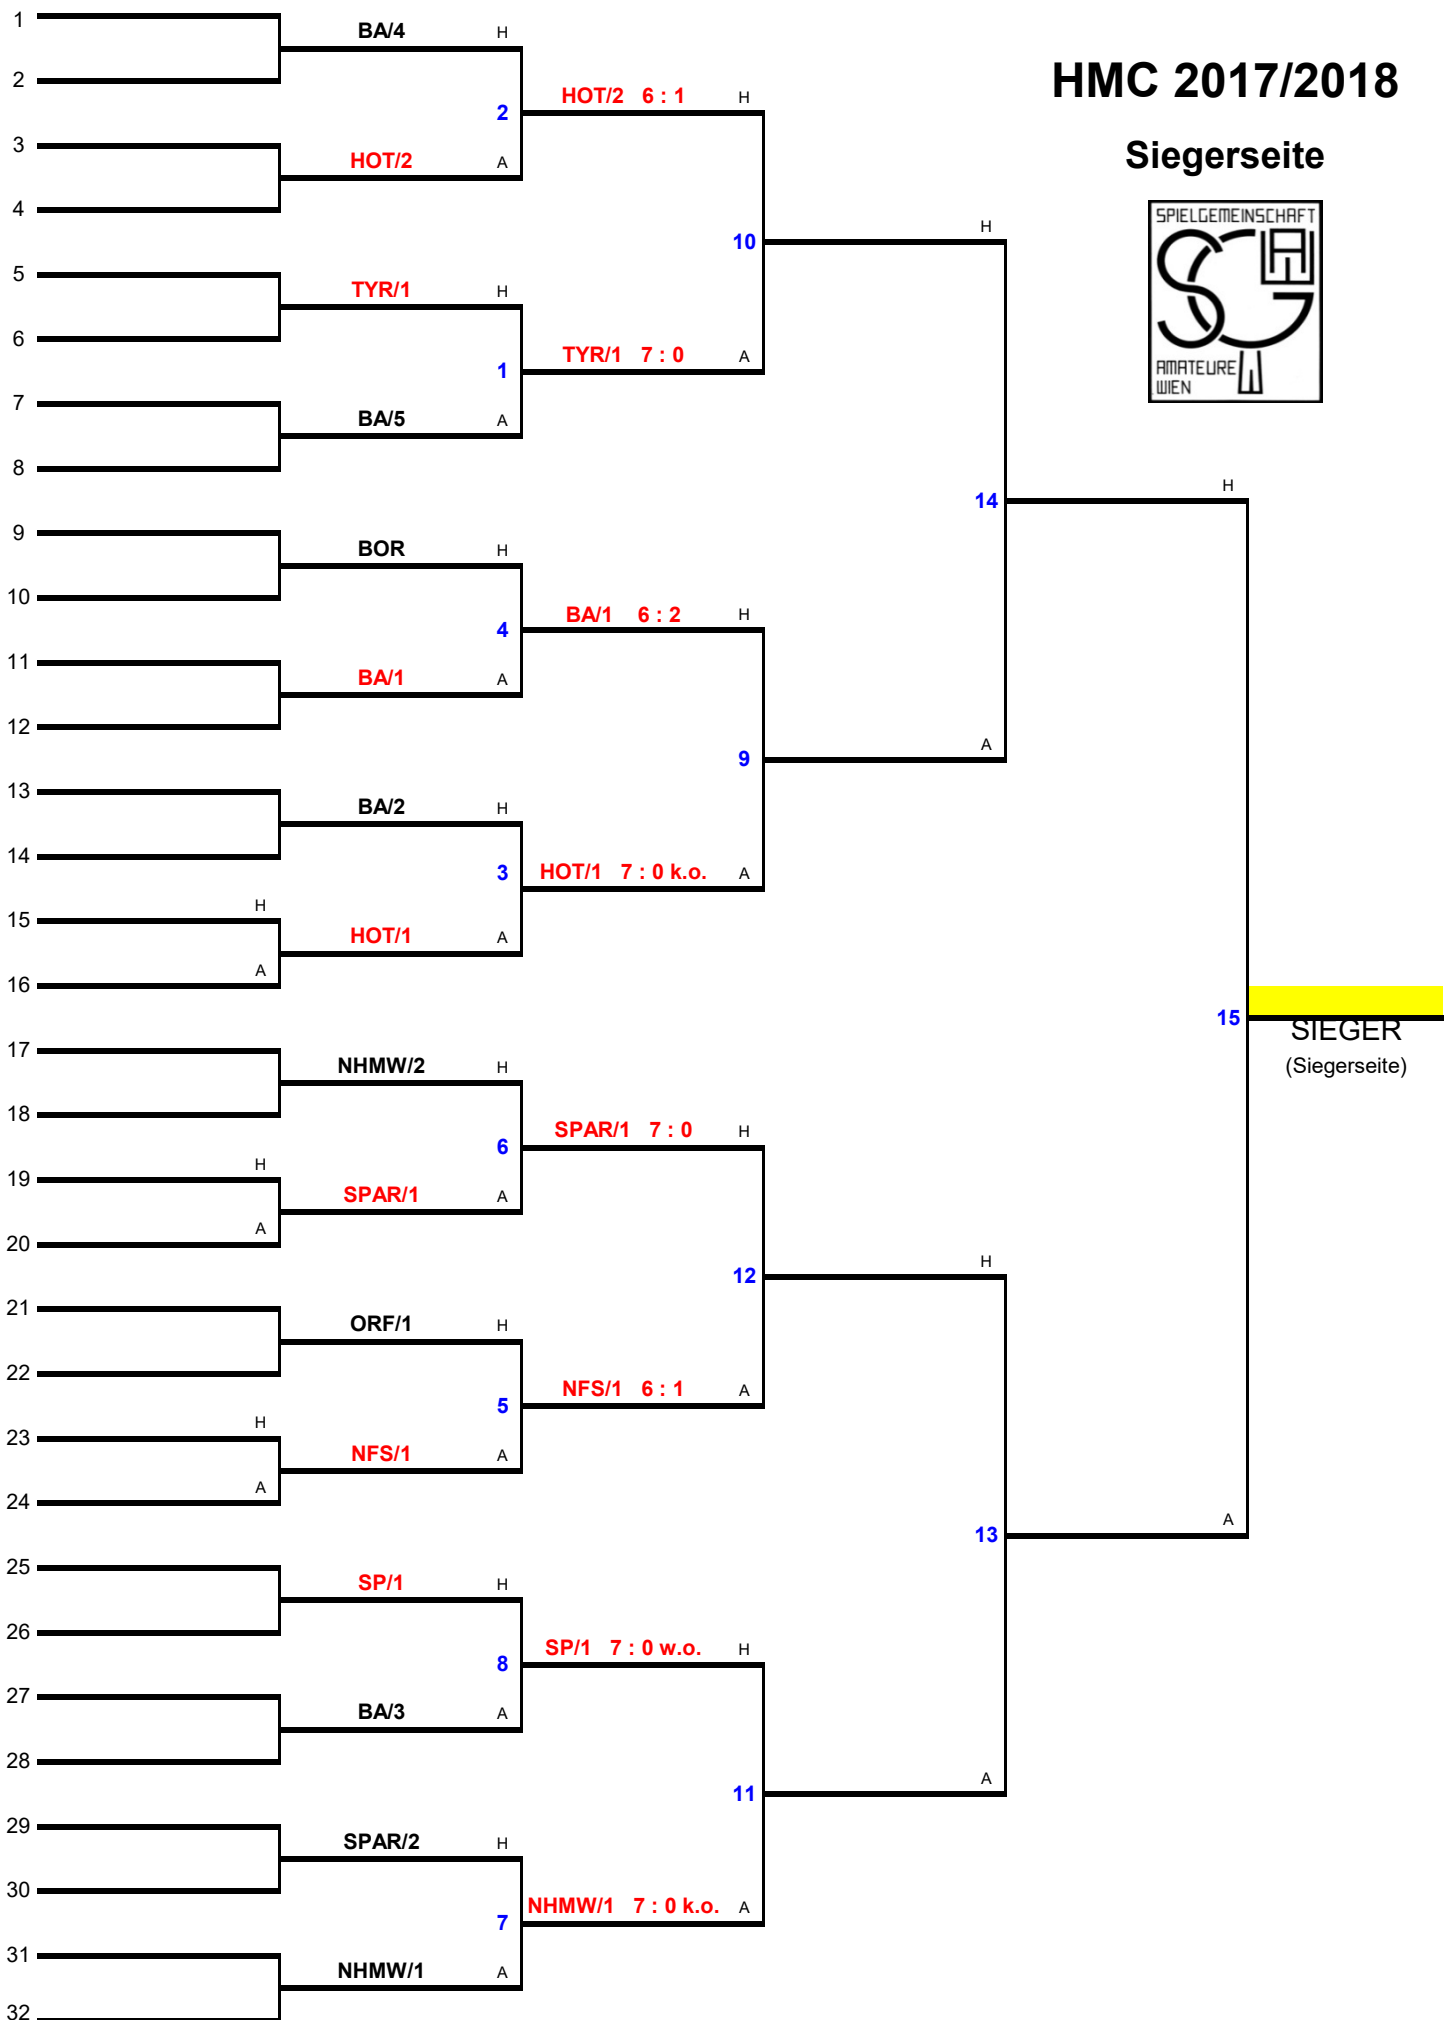 HMC 2017/2018
Siegerseite
SPIELGEMEINSCHAFT
SG AW
AMATEURE
WIEN
1
BA/4 H
2
2
HOT/2 6 : 1 H
3
HOT/2 A
4
10
H
5
TYR/1 H
6
1
TYR/1 7 : 0 A
7
BA/5 A
8
14
H
9
BOR H
10
4
BA/1 6 : 2 H
11
BA/1 A
12
9
A
13
BA/2 H
14
3
HOT/1 7 : 0 k.o. A
15 H
HOT/1 A
16 A
15
SIEGER
(Siegerseite)
17
NHMW/2 H
18
6
SPAR/1 7 : 0 H
19 H
SPAR/1 A
20 A
12
H
21
ORF/1 H
22
5
NFS/1 6 : 1 A
23 H
NFS/1 A
24 A
13
A
25
SP/1 H
26
8
SP/1 7 : 0 w.o. H
27
BA/3 A
28
11
A
29
SPAR/2 H
30
7
NHMW/1 7 : 0 k.o. A
31
NHMW/1 A
32